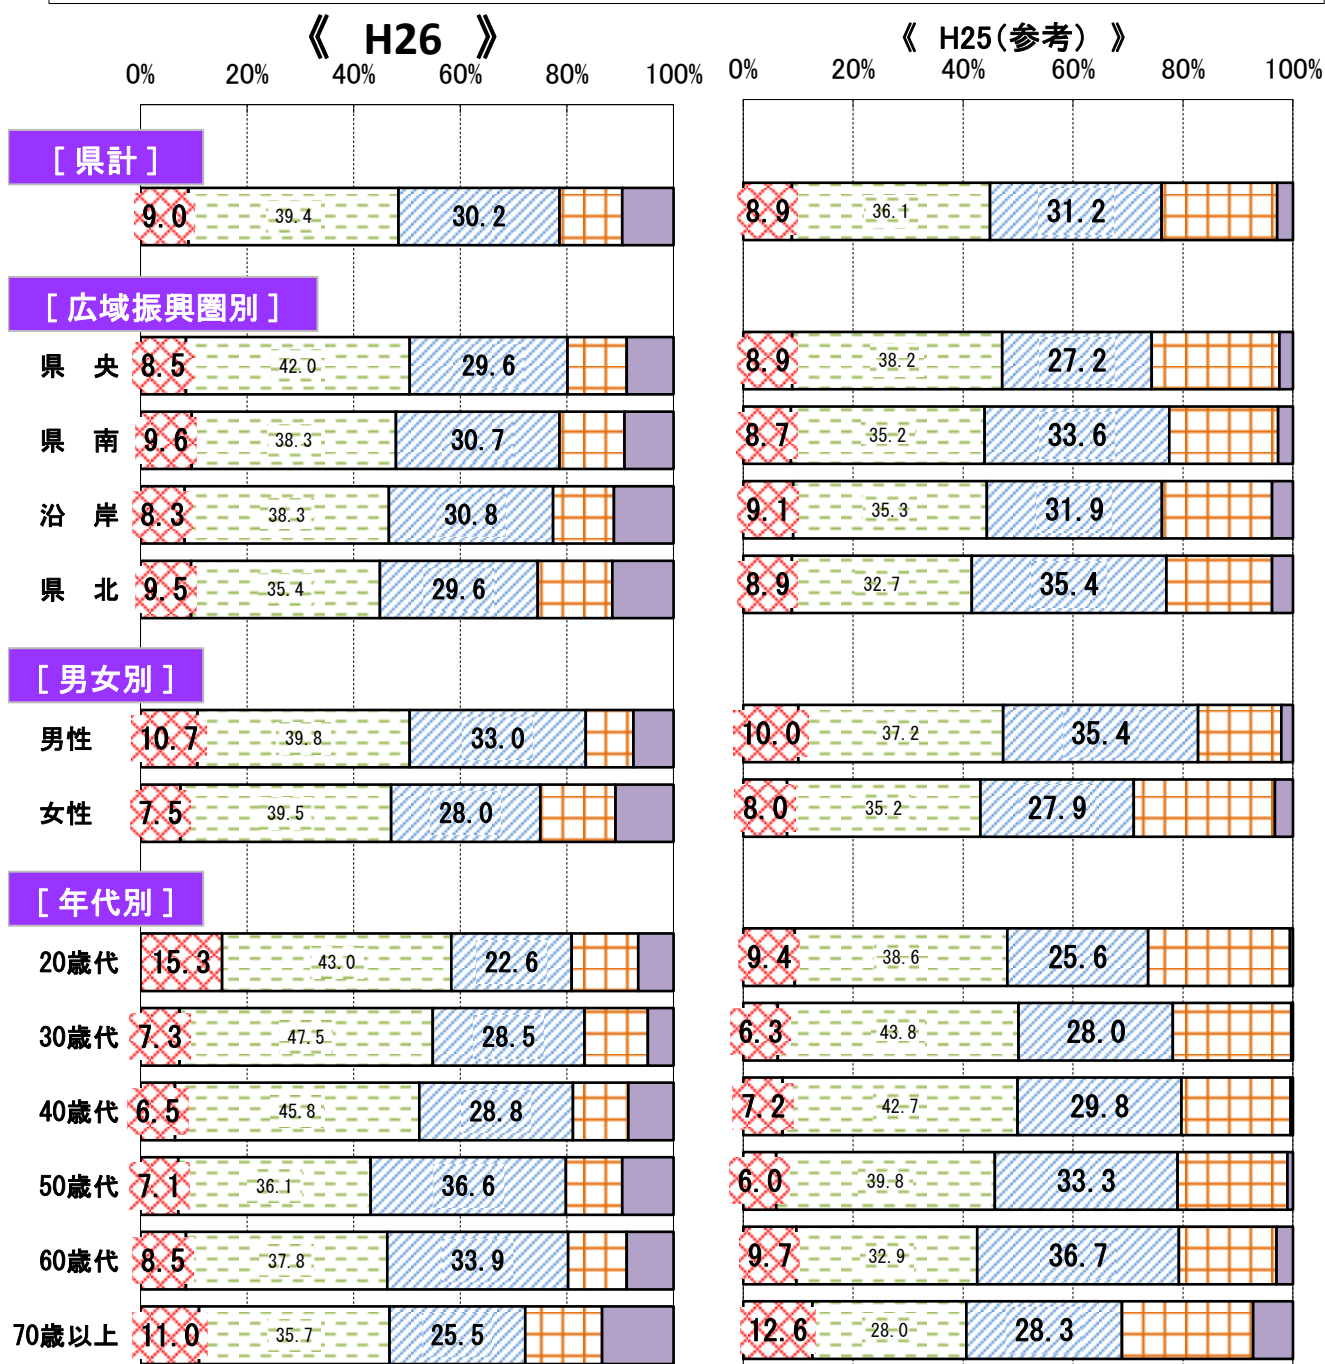 《 H26 》
《 H25(参考) 》
0% 20% 40% 60% 80% 100%
0% 20% 40% 60% 80% 100%
[ 県計 ]
9.0 39.4 30.2
8.9 36.1 31.2
[ 広域振興圏別 ]
県 央 8.5 42.0 29.6
8.9 38.2 27.2
県 南 9.6 38.3 30.7
8.7 35.2 33.6
沿 岸 8.3 38.3 30.8
9.1 35.3 31.9
県 北 9.5 35.4 29.6
8.9 32.7 35.4
[ 男女別 ]
男性 10.7 39.8 33.0
10.0 37.2 35.4
女性 7.5 39.5 28.0
8.0 35.2 27.9
[ 年代別 ]
20歳代 15.3 43.0 22.6
9.4 38.6 25.6
30歳代 7.3 47.5 28.5
6.3 43.8 28.0
40歳代 6.5 45.8 28.8
7.2 42.7 29.8
50歳代 7.1 36.1 36.6
6.0 39.8 33.3
60歳代 8.5 37.8 33.9
9.7 32.9 36.7
70歳以上 11.0 35.7 25.5
12.6 28.0 28.3